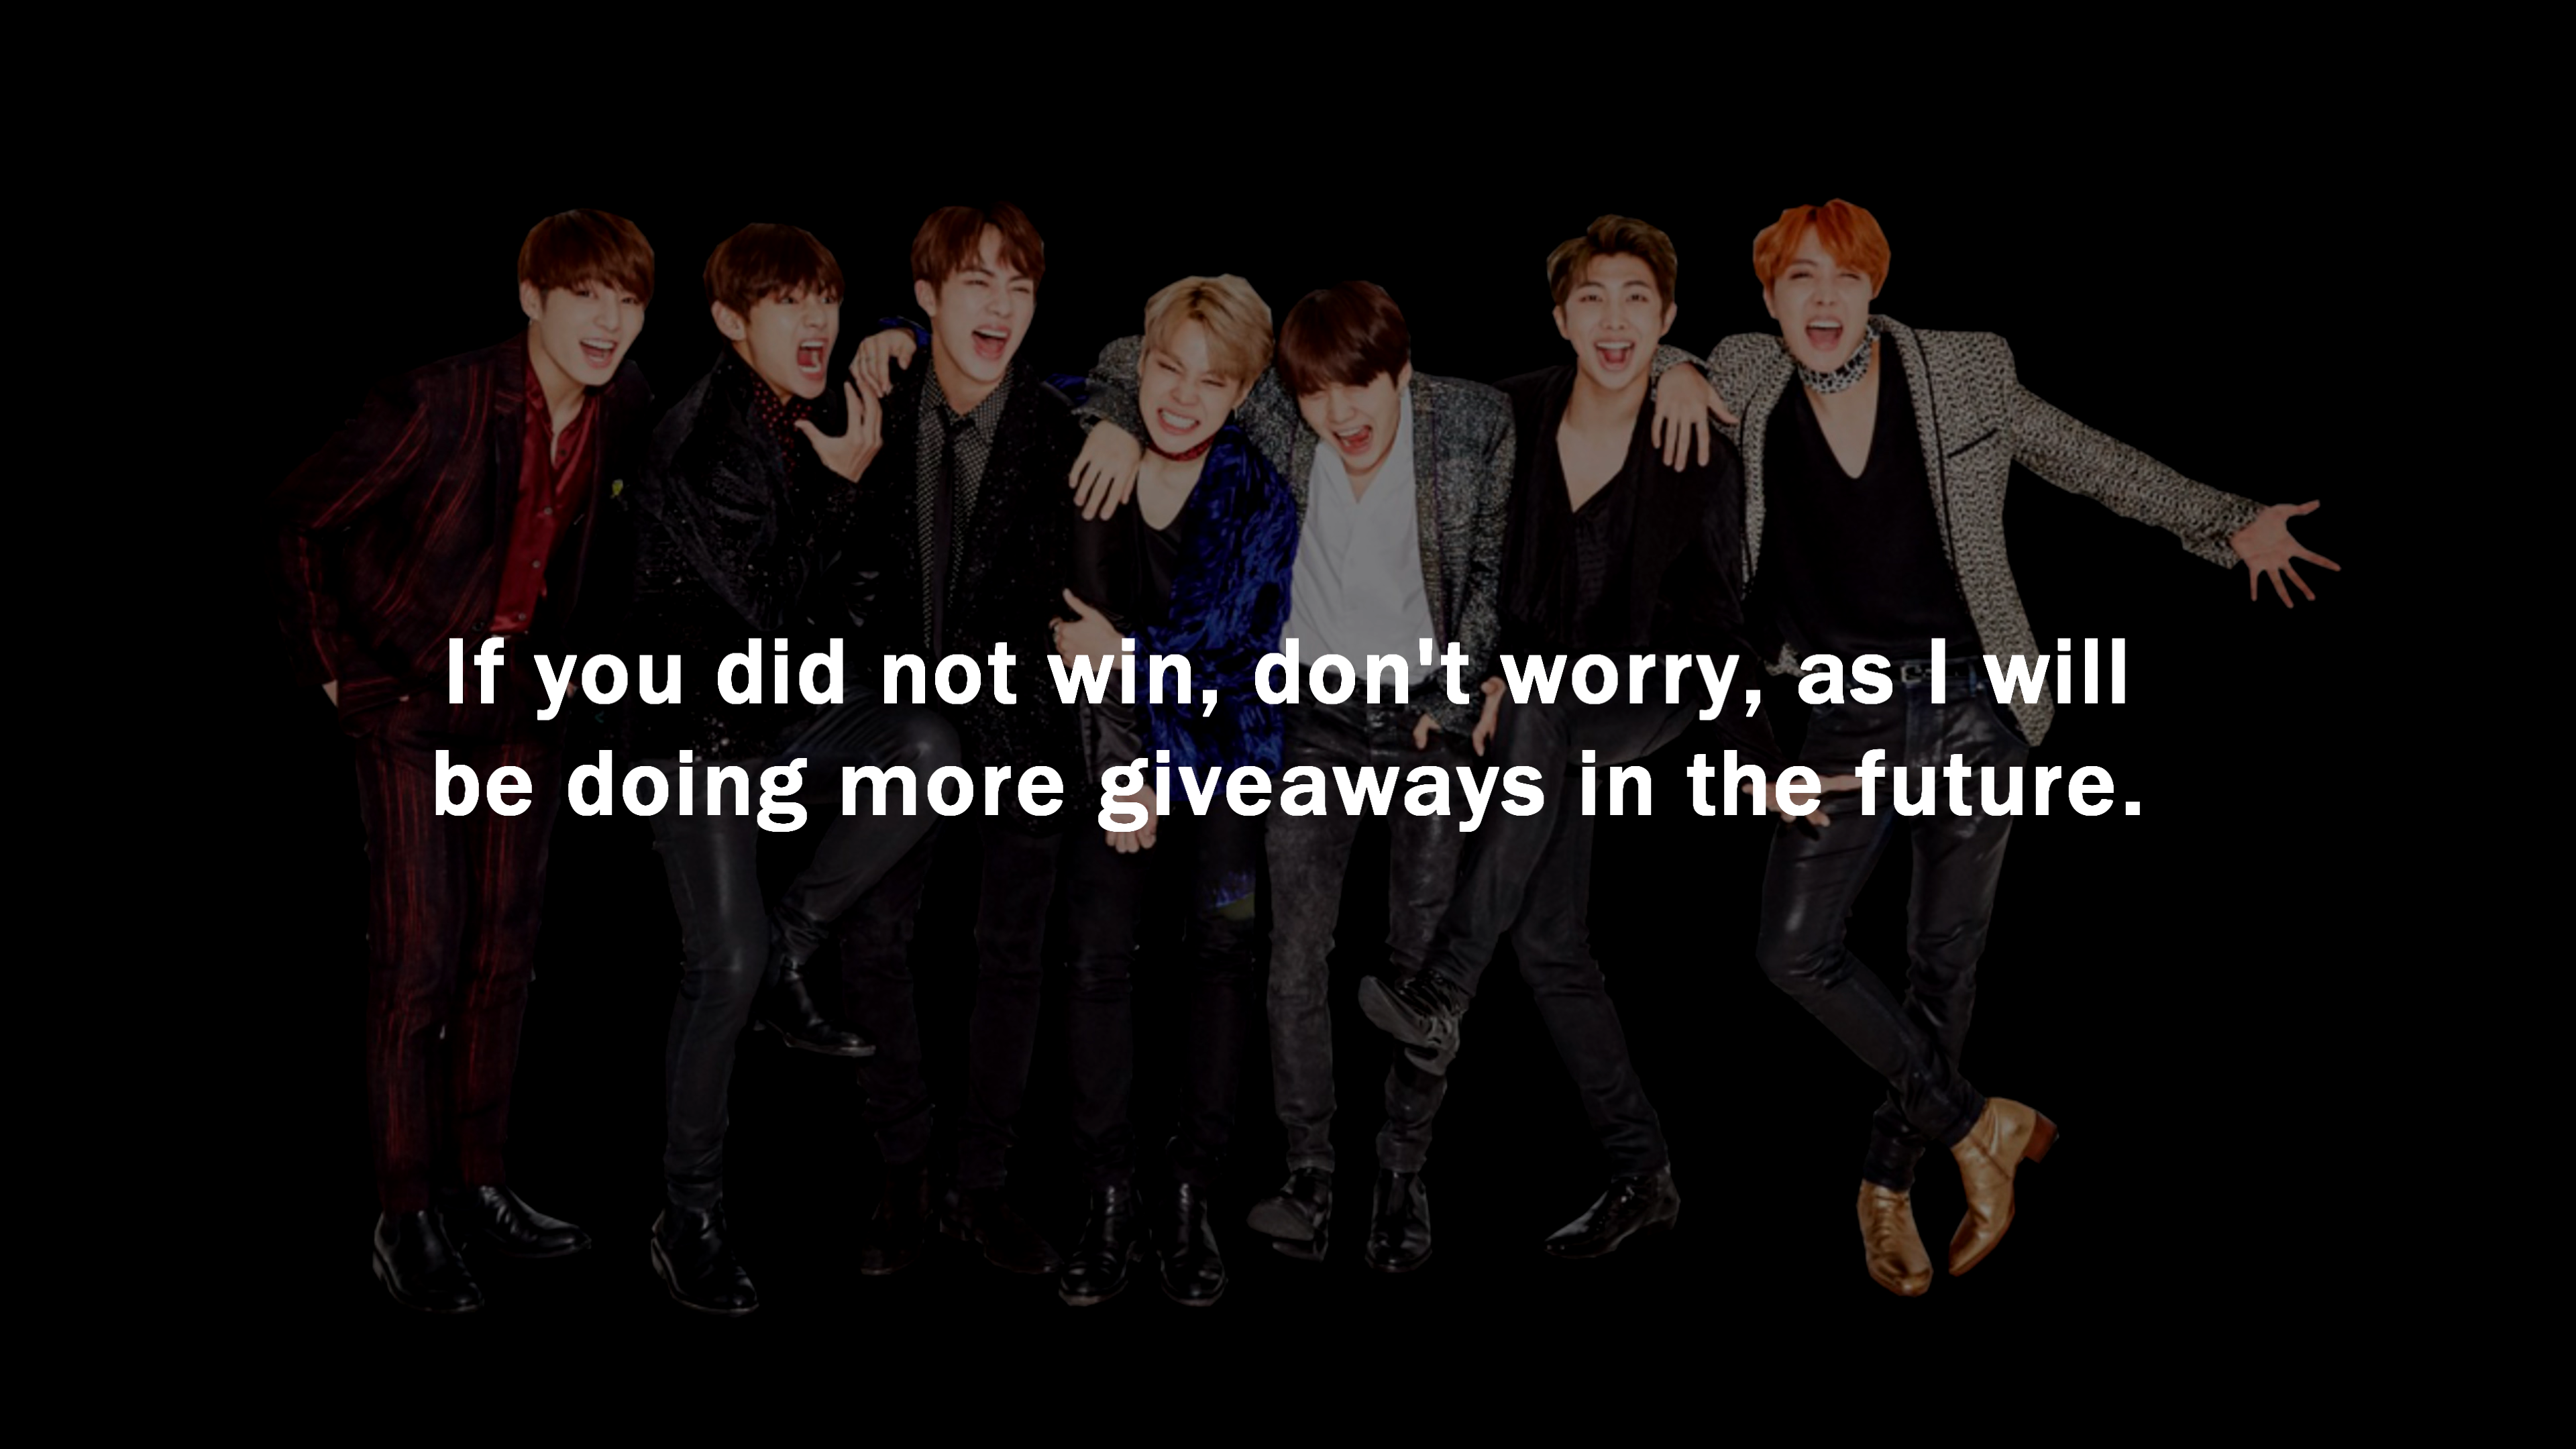 If you did not win, don't worry, as I will
be doing more giveaways in the future.